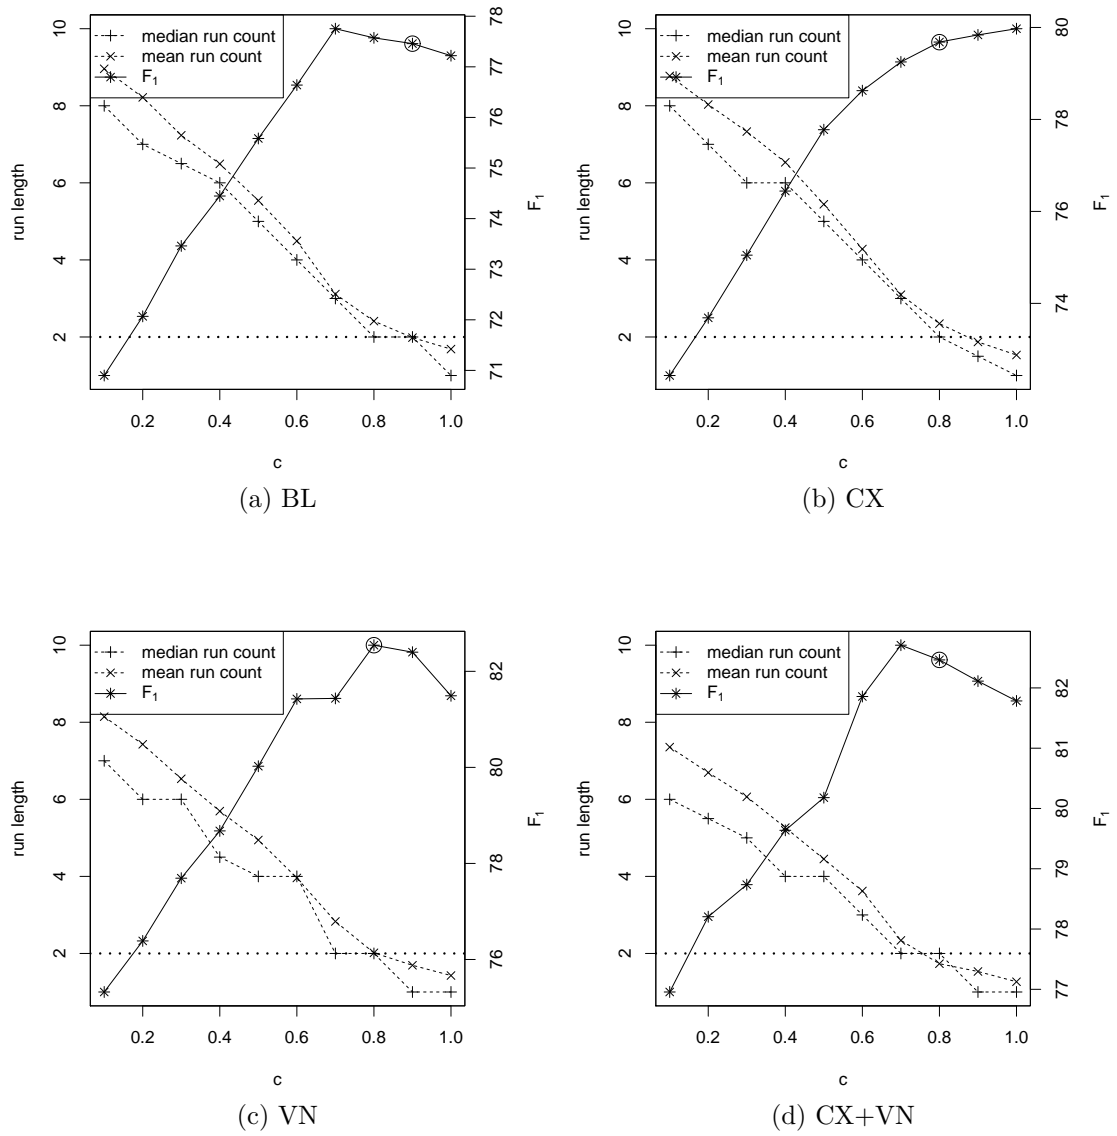 median run count
mean run count
F1
10
8
6
4
2
run length
78
77
76
75
74
73
72
71
F1
0.2 0.4 0.6 0.8 1.0
c
(a) BL
median run count
mean run count
F1
10
8
6
4
2
run length
80
78
76
74
F1
0.2 0.4 0.6 0.8 1.0
c
(b) CX
median run count
mean run count
F1
10
8
6
4
2
run length
82
80
78
76
F1
0.2 0.4 0.6 0.8 1.0
c
(c) VN
median run count
mean run count
F1
10
8
6
4
2
run length
82
81
80
79
78
77
F1
0.2 0.4 0.6 0.8 1.0
c
(d) CX+VN